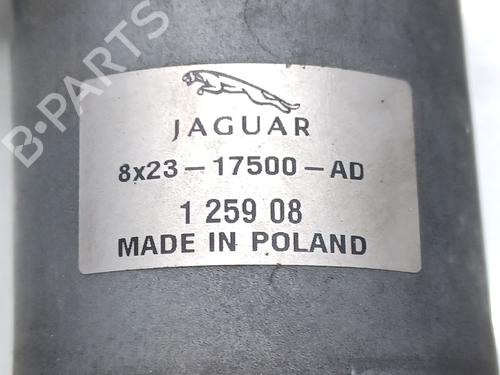 B-PARTS
JAGUAR
8x23-17500-AD
1 259 08
MADE IN POLAND